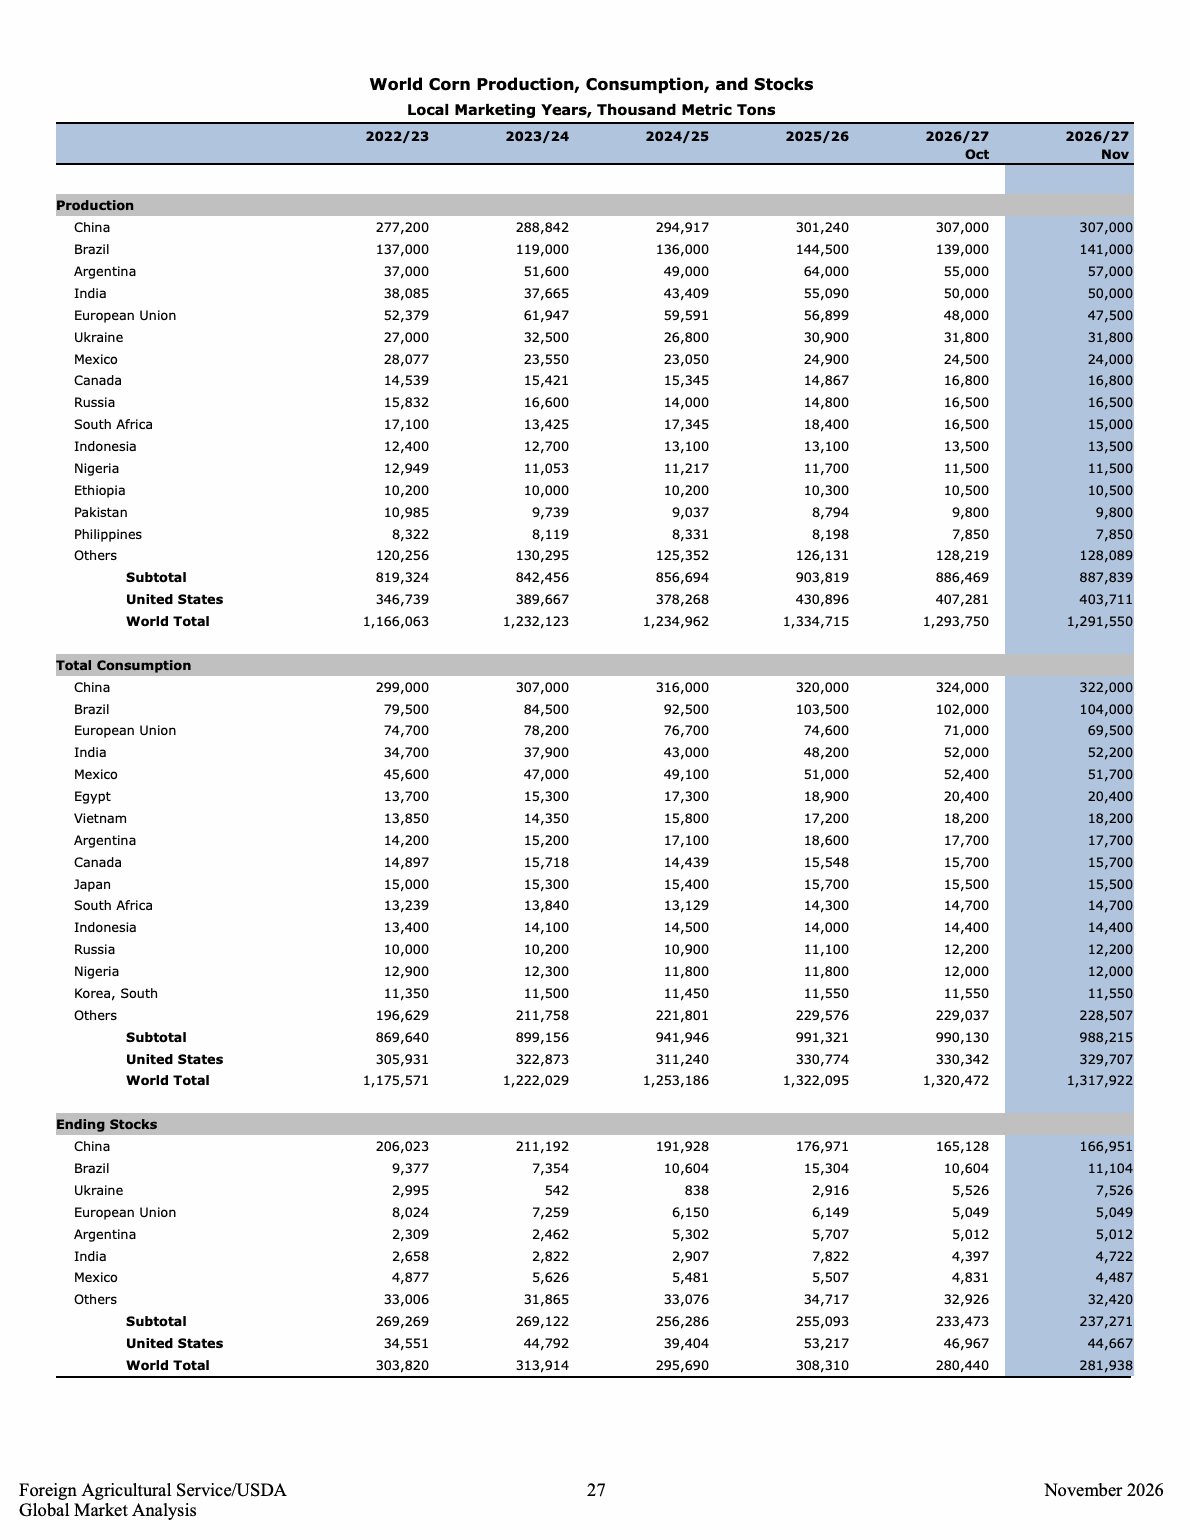 World Corn Production, Consumption, and Stocks
Local Marketing Years, Thousand Metric Tons
2022/23 2023/24 2024/25 2025/26 2026/27 2026/27
Oct Nov
Production
China 277,200 288,842 294,917 301,240 307,000 307,000
Brazil 137,000 119,000 136,000 144,500 139,000 141,000
Argentina 37,000 51,600 49,000 64,000 55,000 57,000
India 38,085 37,665 43,409 55,090 50,000 50,000
European Union 52,379 61,947 59,591 56,899 48,000 47,500
Ukraine 27,000 32,500 26,800 30,900 31,800 31,800
Mexico 28,077 23,550 23,050 24,900 24,500 24,000
Canada 14,539 15,421 15,345 14,867 16,800 16,800
Russia 15,832 16,600 14,000 14,800 16,500 16,500
South Africa 17,100 13,425 17,345 18,400 16,500 15,000
Indonesia 12,400 12,700 13,100 13,100 13,500 13,500
Nigeria 12,949 11,053 11,217 11,700 11,500 11,500
Ethiopia 10,200 10,000 10,200 10,300 10,500 10,500
Pakistan 10,985 9,739 9,037 8,794 9,800 9,800
Philippines 8,322 8,119 8,331 8,198 7,850 7,850
Others 120,256 130,295 125,352 126,131 128,219 128,089
Subtotal 819,324 842,456 856,694 903,819 886,469 887,839
United States 346,739 389,667 378,268 430,896 407,281 403,711
World Total 1,166,063 1,232,123 1,234,962 1,334,715 1,293,750 1,291,550
Total Consumption
China 299,000 307,000 316,000 320,000 324,000 322,000
Brazil 79,500 84,500 92,500 103,500 102,000 104,000
European Union 74,700 78,200 76,700 74,600 71,000 69,500
India 34,700 37,900 43,000 48,200 52,000 52,200
Mexico 45,600 47,000 49,100 51,000 52,400 51,700
Egypt 13,700 15,300 17,300 18,900 20,400 20,400
Vietnam 13,850 14,350 15,800 17,200 18,200 18,200
Argentina 14,200 15,200 17,100 18,600 17,700 17,700
Canada 14,897 15,718 14,439 15,548 15,700 15,700
Japan 15,000 15,300 15,400 15,700 15,500 15,500
South Africa 13,239 13,840 13,129 14,300 14,700 14,700
Indonesia 13,400 14,100 14,500 14,000 14,400 14,400
Russia 10,000 10,200 10,900 11,100 12,200 12,200
Nigeria 12,900 12,300 11,800 11,800 12,000 12,000
Korea, South 11,350 11,500 11,450 11,550 11,550 11,550
Others 196,629 211,758 221,801 229,576 229,037 228,507
Subtotal 869,640 899,156 941,946 991,321 990,130 988,215
United States 305,931 322,873 311,240 330,774 330,342 329,707
World Total 1,175,571 1,222,029 1,253,186 1,322,095 1,320,472 1,317,922
Ending Stocks
China 206,023 211,192 191,928 176,971 165,128 166,951
Brazil 9,377 7,354 10,604 15,304 10,604 11,104
Ukraine 2,995 542 838 2,916 5,526 7,526
European Union 8,024 7,259 6,150 6,149 5,049 5,049
Argentina 2,309 2,462 5,302 5,707 5,012 5,012
India 2,658 2,822 2,907 7,822 4,397 4,722
Mexico 4,877 5,626 5,481 5,507 4,831 4,487
Others 33,006 31,865 33,076 34,717 32,926 32,420
Subtotal 269,269 269,122 256,286 255,093 233,473 237,271
United States 34,551 44,792 39,404 53,217 46,967 44,667
World Total 303,820 313,914 295,690 308,310 280,440 281,938
Foreign Agricultural Service/USDA 27 November 2026
Global Market Analysis